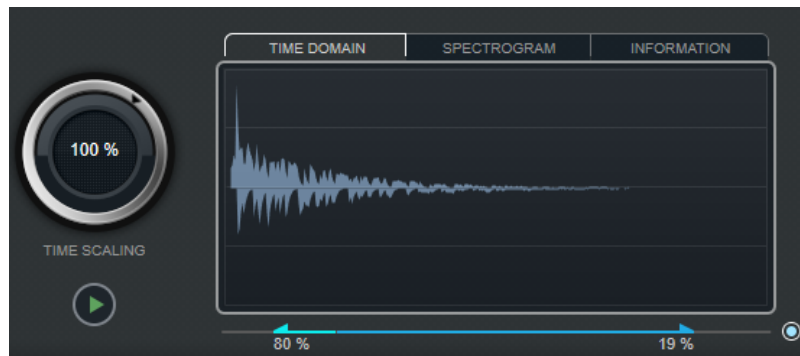 TIME DOMAIN
SPECTROGRAM
INFORMATION
100 %
TIME SCALING
80 %
19 %